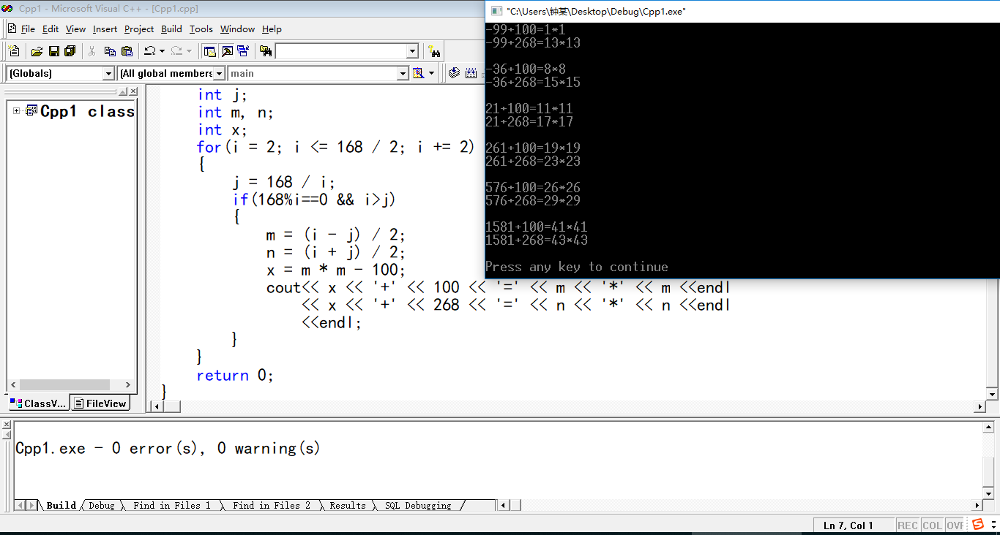 Cpp1 - Microsoft Visual C++ - [Cpp1.cpp]
File Edit View Insert Project Build Tools Window Help
(Globals) (All global members main
Cpp1 class
ClassV... FileView
int j;
int m, n;
int x;
for(i = 2; i <= 168 / 2; i += 2)
{
j = 168 / i;
if(168%i==0 && i>j)
{
m = (i - j) / 2;
n = (i + j) / 2;
x = m * m - 100;
cout<< x << '+' << 100 << '=' << m << '*' << m <<endl
<< x << '+' << 268 << '=' << n << '*' << n <<endl
<<endl;
}
}
return 0;
}
"C:\Users\钟某\Desktop\Debug\Cpp1.exe"
-99+100=1*1
-99+268=13*13
-36+100=8*8
-36+268=15*15
21+100=11*11
21+268=17*17
261+100=19*19
261+268=23*23
576+100=26*26
576+268=29*29
1581+100=41*41
1581+268=43*43
Press any key to continue
Cpp1.exe - 0 error(s), 0 warning(s)
Build Debug Find in Files 1 Find in Files 2 Results SQL Debugging
Ln 7, Col 1 REC COL OVR